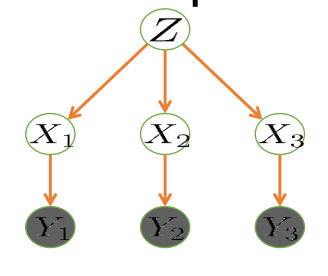 Z
X₁ X₂ X₃
Y₁ Y₂ Y₃